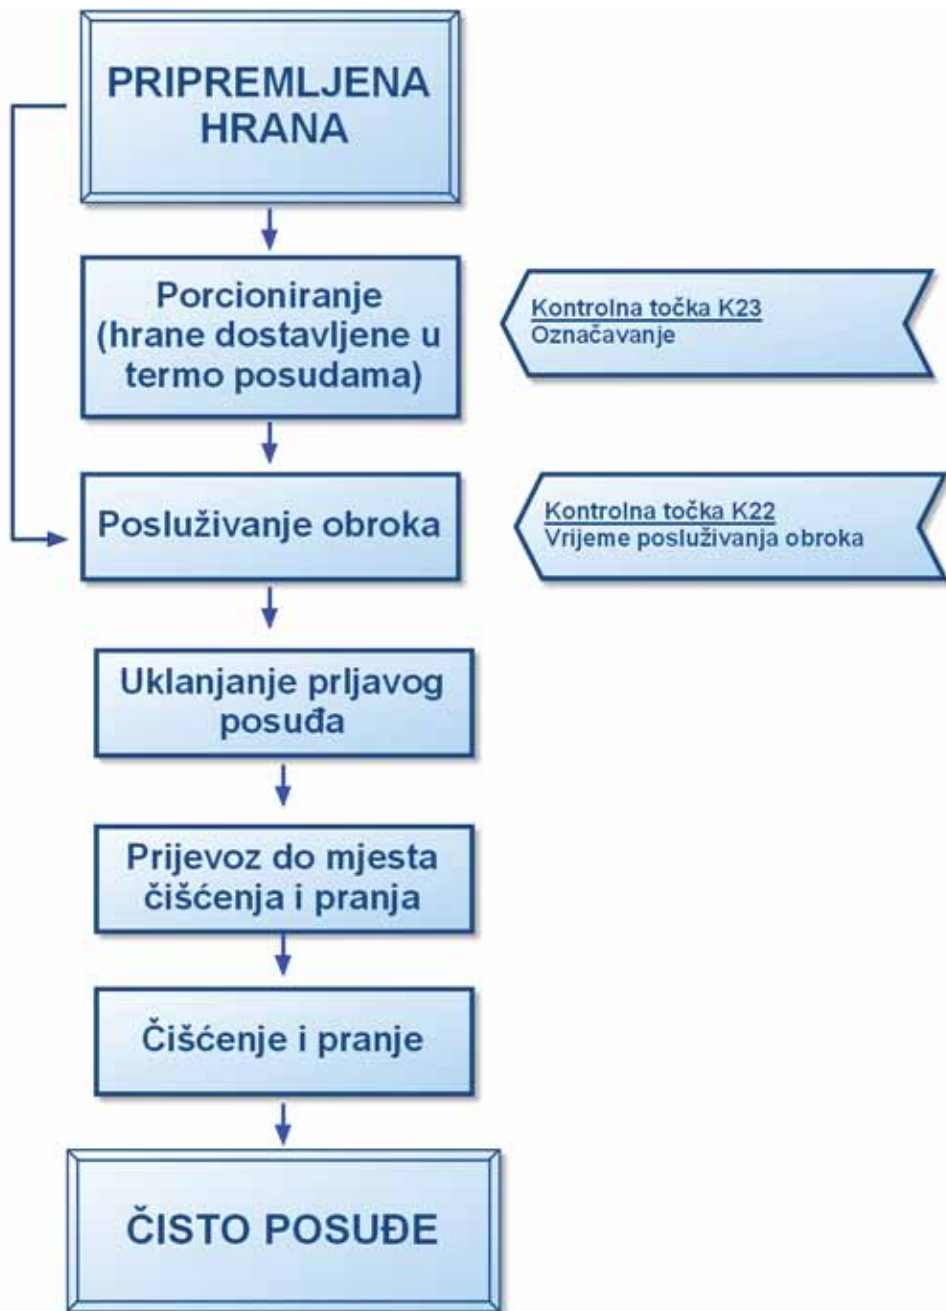 PRIPREMLJENA
HRANA
Porcioniranje
(hrane dostavljene u
termo posudama)
Kontrolna točka K23
Označavanje
Posluživanje obroka
Kontrolna točka K22
Vrijeme posluživanja obroka
Uklanjanje prljavog
posuđa
Prijevoz do mjesta
čišćenja i pranja
Čišćenje i pranje
ČISTO POSUĐE